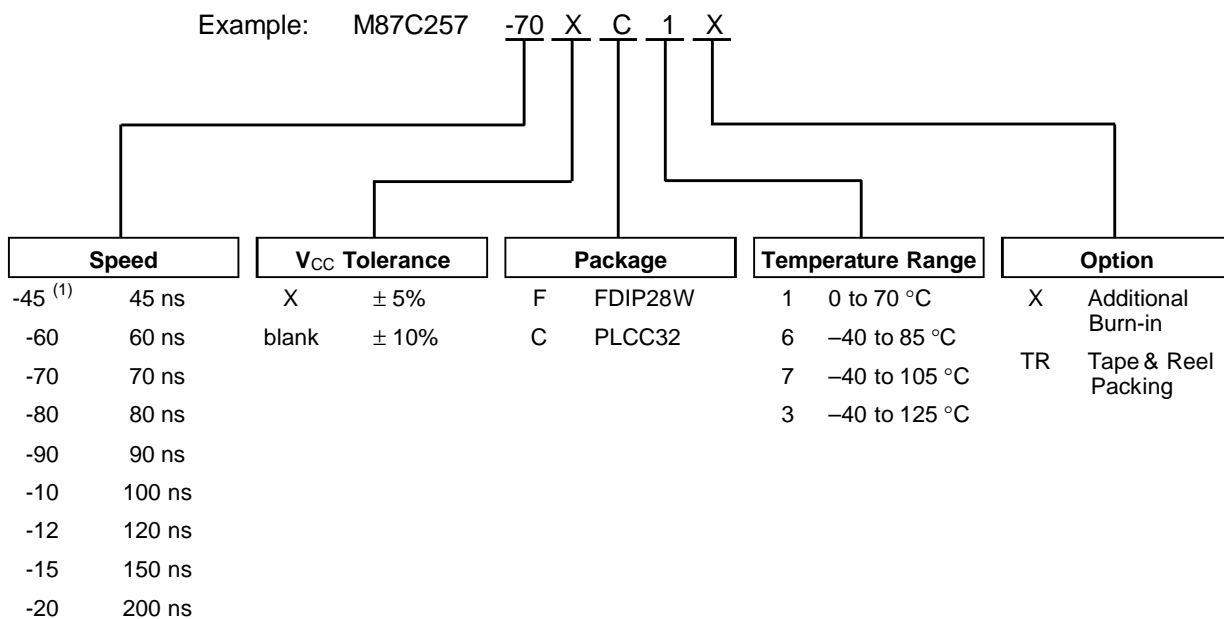 Example: M87C257 -70 X C 1 X
Speed
-45 (1) 45 ns
-60 60 ns
-70 70 ns
-80 80 ns
-90 90 ns
-10 100 ns
-12 120 ns
-15 150 ns
-20 200 ns
VCC Tolerance
X ± 5%
blank ± 10%
Package
F FDIP28W
C PLCC32
Temperature Range
1 0 to 70 °C
6 –40 to 85 °C
7 –40 to 105 °C
3 –40 to 125 °C
Option
X Additional
Burn-in
TR Tape & Reel
Packing